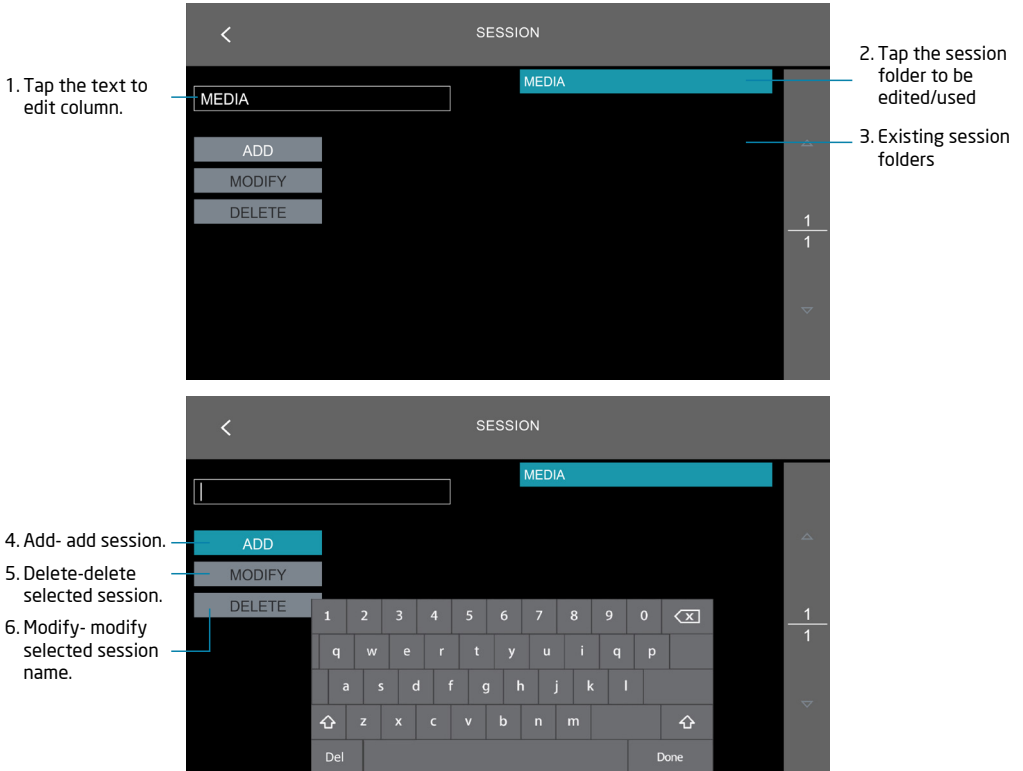 SESSION
1. Tap the text to
edit column.
MEDIA
MEDIA
2. Tap the session
folder to be
edited/used
3. Existing session
folders
ADD
MODIFY
DELETE
1
1
SESSION
MEDIA
4. Add- add session.
5. Delete-delete
selected session.
6. Modify- modify
selected session
name.
ADD
MODIFY
DELETE
1 2 3 4 5 6 7 8 9 0
q w e r t y u i q p
a s d f g h j k l
z x c v b n m
Del Done
1
1